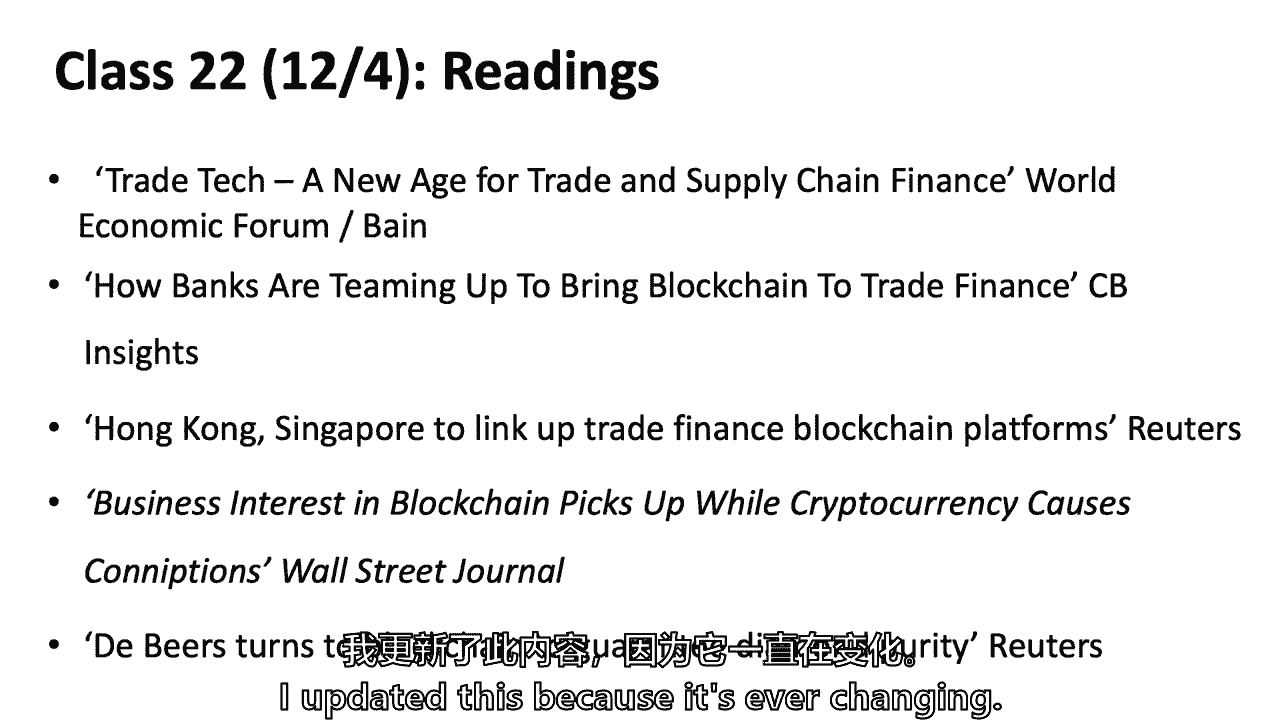 Class 22 (12/4): Readings
• ‘Trade Tech – A New Age for Trade and Supply Chain Finance’ World
Economic Forum / Bain
• ‘How Banks Are Teaming Up To Bring Blockchain To Trade Finance’ CB
Insights
• ‘Hong Kong, Singapore to link up trade finance blockchain platforms’ Reuters
• ‘Business Interest in Blockchain Picks Up While Cryptocurrency Causes
Conniptions’ Wall Street Journal
• ‘De Beers turns Reuters
我更新了此内容，因为它一直在变化。
I updated this because it's ever changing.